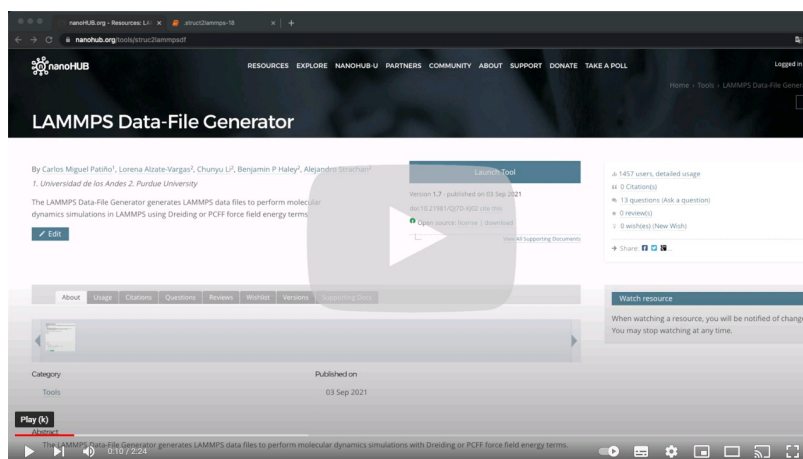 nanoHUB.org - Resources: LA
.struct2lammps-18
nanohub.org/tools/struc2lammpsdf
nanoHUB
RESOURCES EXPLORE NANOHUB-U PARTNERS COMMUNITY ABOUT SUPPORT DONATE TAKE A POLL
Logged in
Home › Tools › LAMMPS Data-File Gener
LAMMPS Data-File Generator
By Carlos Miguel Patiño1, Lorena Alzate-Vargas2, Chunyu Li2, Benjamin P Haley2, Alejandro Strachan2
1. Universidad de los Andes 2. Purdue University
The LAMMPS Data-File Generator generates LAMMPS data files to perform molecular
dynamics simulations in LAMMPS using Dreiding or PCFF force field energy terms
Edit
Launch Tool
Version 1.7 - published on 03 Sep 2021
cite this
Open source: license | download
View All Supporting Documents
1457 users, detailed usage
0 Citation(s)
13 questions (Ask a question)
0 review(s)
0 wish(es) (New Wish)
Share:
About Usage Citations Questions Reviews Wishlist Versions Supporting Docs
Watch resource
When watching a resource, you will be notified of chang
You may stop watching at any time.
Category
Published on
Tools
03 Sep 2021
Play (k)
Abstract
The LAMMPS Data-File Generator generates LAMMPS data files to perform molecular dynamics simulations with Dreiding or PCFF force field energy terms.
0:10 / 2:24